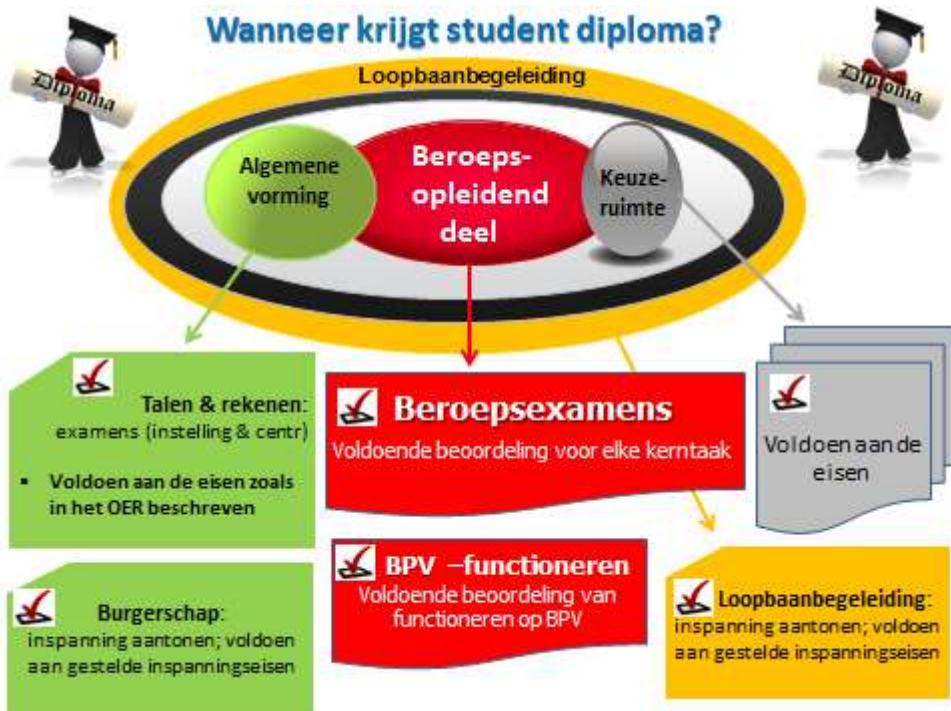 Wanneer krijgt student diploma?
Diploma
Diploma
Loopbaanbegeleiding
Algemene
vorming
Beroeps-
opleidend
deel
Keuze-
ruimte
Talen & rekenen:
examens (instelling & centr)
▪ Voldoen aan de eisen zoals
in het OER beschreven
Beroepsexamens
Voldoende beoordeling voor elke kerntaak
Voldoen aan de
eisen
Burgerschap:
inspanning aantonen; voldoen
aan gestelde inspanningseisen
BPV –functioneren
Voldoende beoordeling van
functioneren op BPV
Loopbaanbegeleiding:
inspanning aantonen; voldoen
aan gestelde inspanningseisen